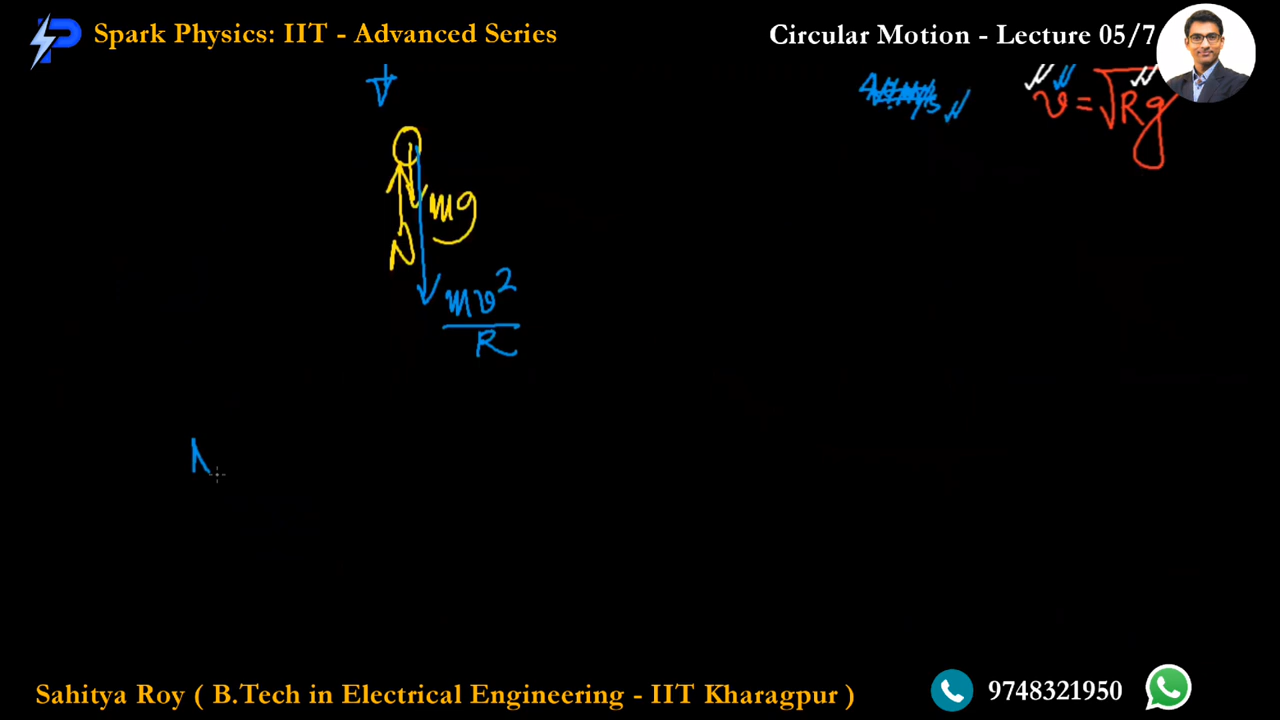 Spark Physics: IIT - Advanced Series
Circular Motion - Lecture 05/7
v = √Rg
mg
N
mv²
R
N
Sahitya Roy ( B.Tech in Electrical Engineering - IIT Kharagpur )
9748321950